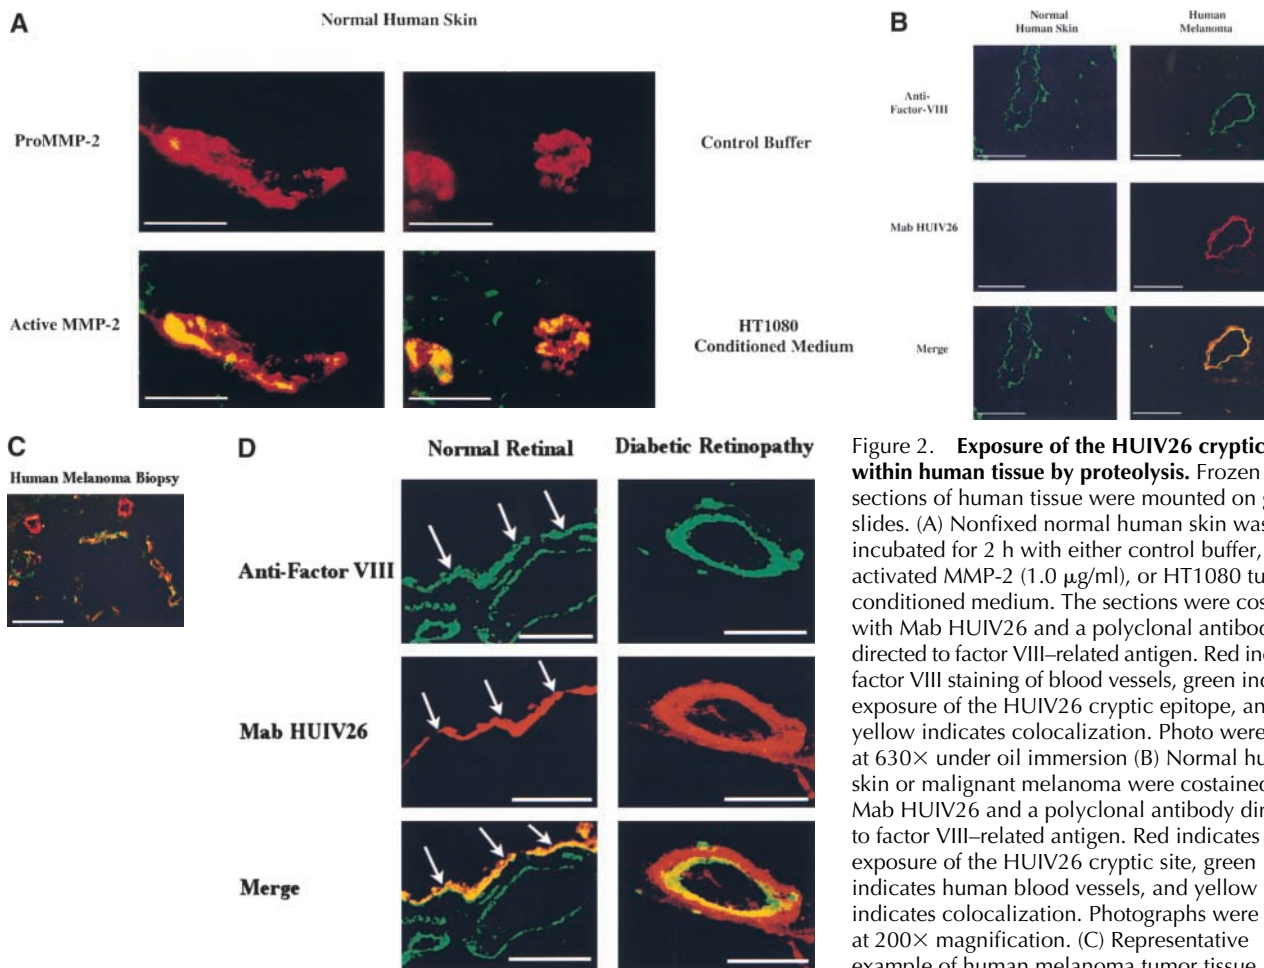 A
Normal Human Skin
ProMMP-2
Control Buffer
Active MMP-2
HT1080
Conditioned Medium
B
Normal
Human Skin
Human
Melanoma
Anti-
Factor-VIII
Mab HUIV26
Merge
C
Human Melanoma Biopsy
D
Normal Retinal
Diabetic Retinopathy
Anti-Factor VIII
Mab HUIV26
Merge
Figure 2. Exposure of the HUIV26 cryptic
within human tissue by proteolysis. Frozen
sections of human tissue were mounted on
slides. (A) Nonfixed normal human skin was
incubated for 2 h with either control buffer,
activated MMP-2 (1.0 μg/ml), or HT1080
conditioned medium. The sections were
with Mab HUIV26 and a polyclonal
directed to factor VIII–related antigen. Red
factor VIII staining of blood vessels, green
exposure of the HUIV26 cryptic epitope,
yellow indicates colocalization. Photo were
at 630× under oil immersion (B) Normal
skin or malignant melanoma were costained
Mab HUIV26 and a polyclonal antibody
to factor VIII–related antigen. Red indicates
exposure of the HUIV26 cryptic site, green
indicates human blood vessels, and yellow
indicates colocalization. Photographs were
at 200× magnification. (C) Representative
example of human melanoma tumor tissue